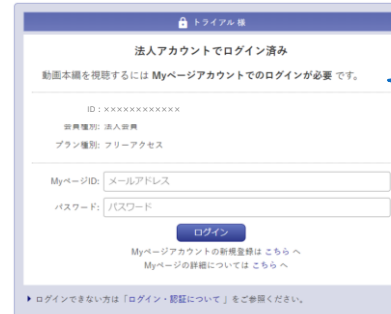 トライアル 様
法人アカウントでログイン済み
動画本編を視聴するには Myページアカウントでのログインが必要 です。
ID : ××××××××××××
会員種別: 法人会員
プラン種別: フリーアクセス
MyページID: メールアドレス
パスワード: パスワード
ログイン
Myページアカウントの新規登録は こちら へ
Myページの詳細については こちら へ
ログインできない方は「ログイン・認証について 」をご参照ください。